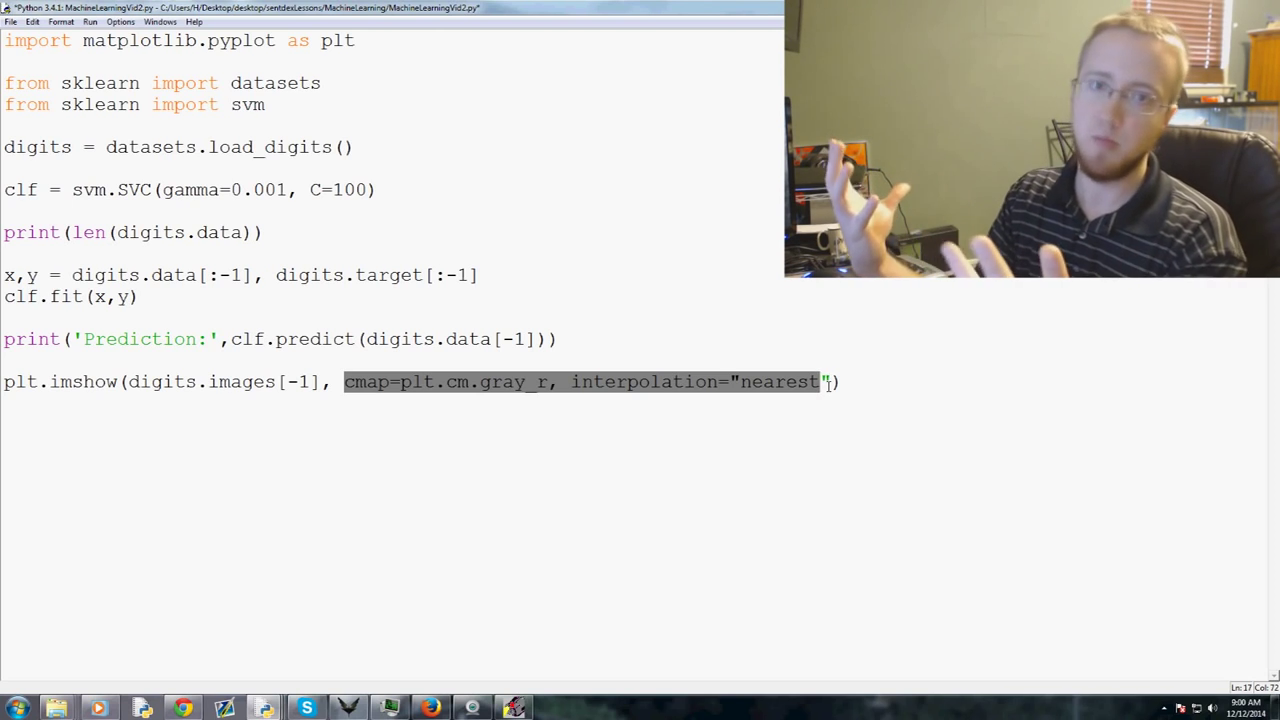 *Python 3.4.1: MachineLearningVid2.py - C:/Users/H/Desktop/desktop/sentdexLessons/MachineLearning/MachineLearningVid2.py*
File Edit Format Run Options Windows Help
import matplotlib.pyplot as plt
from sklearn import datasets
from sklearn import svm
digits = datasets.load_digits()
clf = svm.SVC(gamma=0.001, C=100)
print(len(digits.data))
x,y = digits.data[:-1], digits.target[:-1]
clf.fit(x,y)
print('Prediction:',clf.predict(digits.data[-1]))
plt.imshow(digits.images[-1], cmap=plt.cm.gray_r, interpolation="nearest")
Ln: 17 Col: 72
9:00 AM
12/12/2014